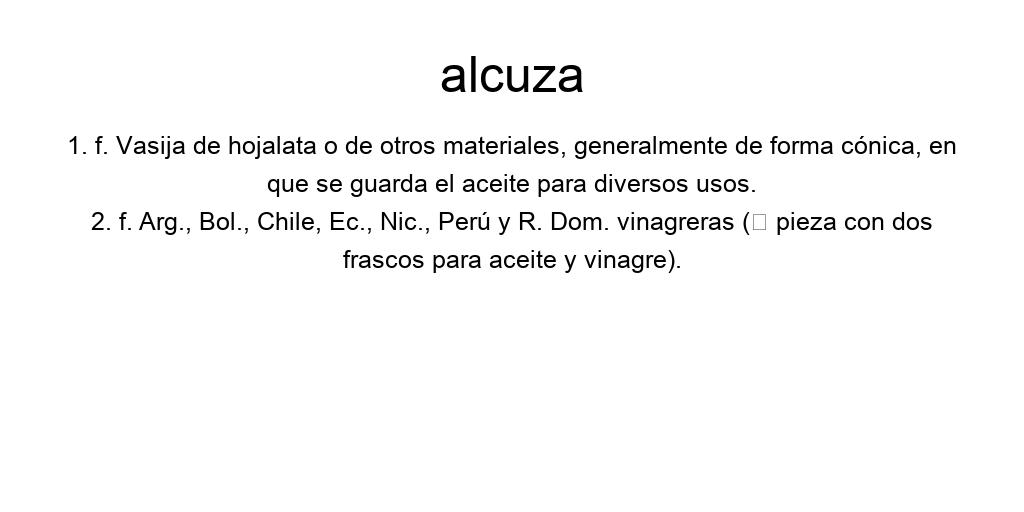 alcuza
1. f. Vasija de hojalata o de otros materiales, generalmente de forma cónica, en
que se guarda el aceite para diversos usos.
2. f. Arg., Bol., Chile, Ec., Nic., Perú y R. Dom. vinagreras (□ pieza con dos
frascos para aceite y vinagre).